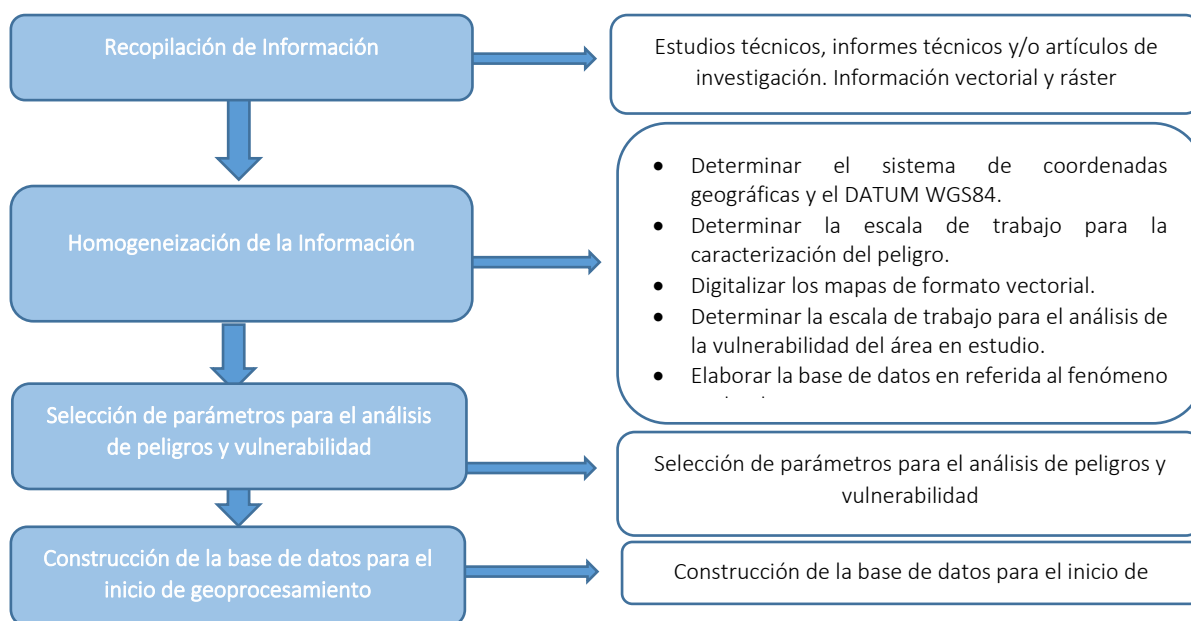 Recopilación de Información
Estudios técnicos, informes técnicos y/o artículos de
investigación. Información vectorial y ráster
Homogeneización de la Información
• Determinar el sistema de coordenadas
geográficas y el DATUM WGS84.
• Determinar la escala de trabajo para la
caracterización del peligro.
• Digitalizar los mapas de formato vectorial.
• Determinar la escala de trabajo para el análisis de
la vulnerabilidad del área en estudio.
• Elaborar la base de datos en referida al fenómeno
Selección de parámetros para el análisis
de peligros y vulnerabilidad
Selección de parámetros para el análisis de peligros y
vulnerabilidad
Construcción de la base de datos para el
inicio de geoprocesamiento
Construcción de la base de datos para el inicio de